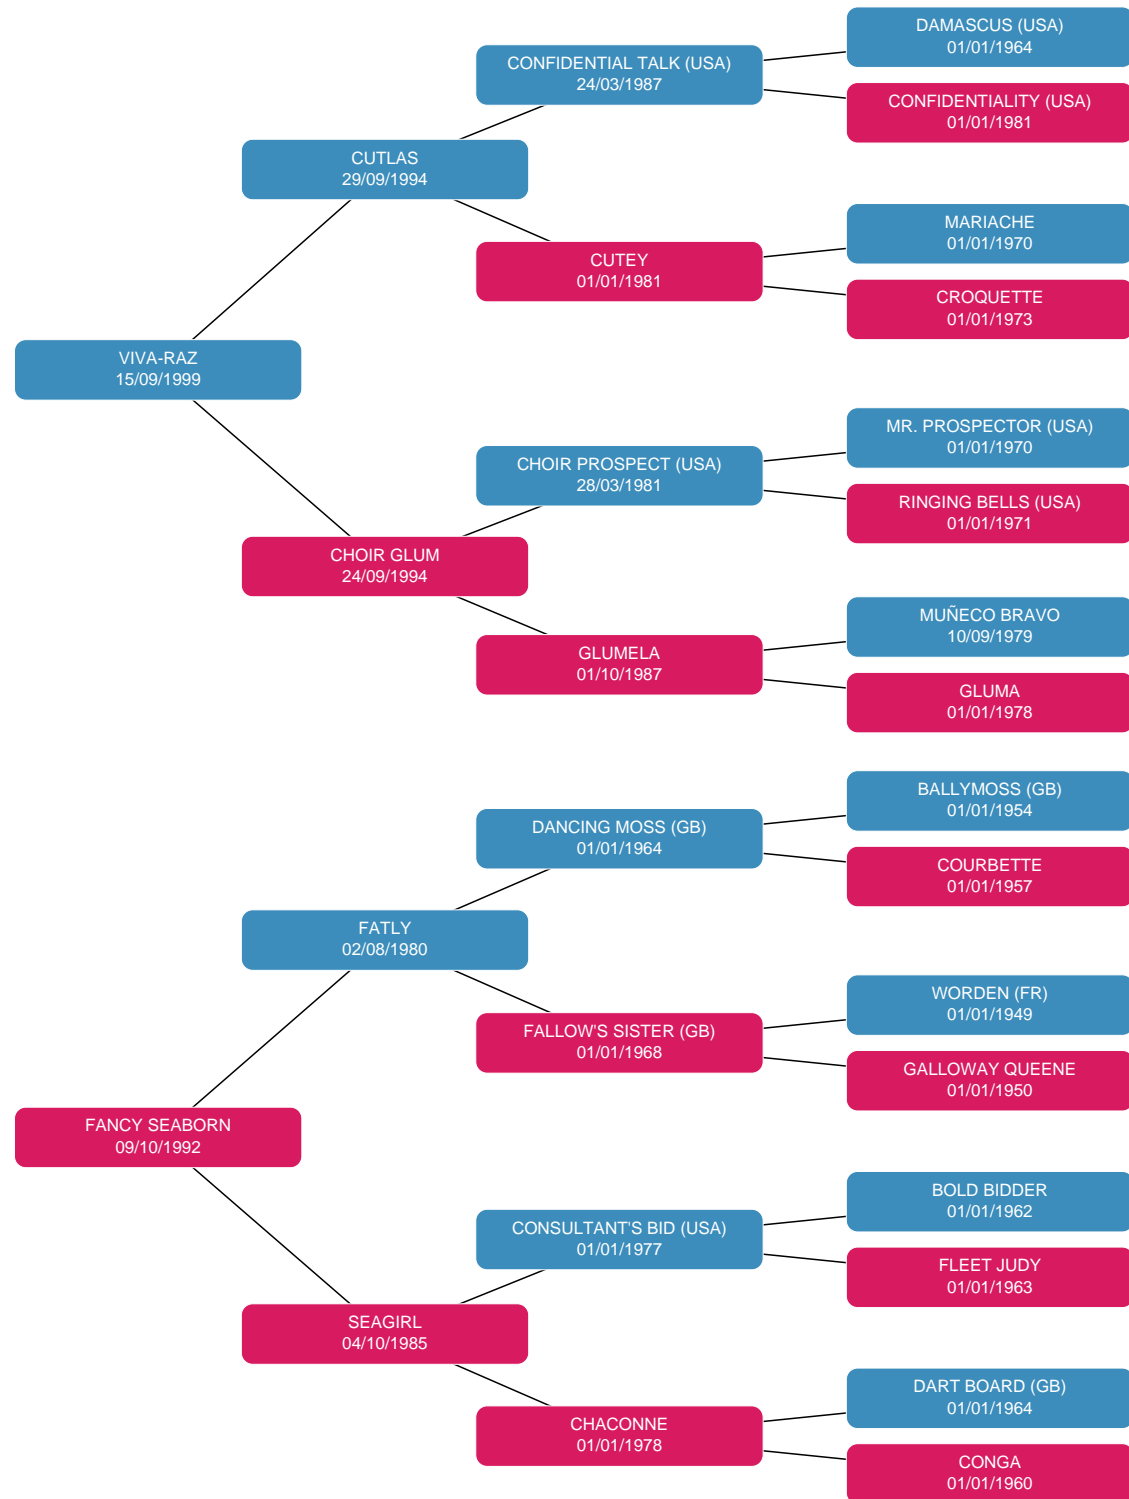 DAMASCUS (USA)
01/01/1964
CONFIDENTIAL TALK (USA)
24/03/1987
CONFIDENTIALITY (USA)
01/01/1981
CUTLAS
29/09/1994
MARIACHE
01/01/1970
CUTEY
01/01/1981
CROQUETTE
01/01/1973
VIVA-RAZ
15/09/1999
MR. PROSPECTOR (USA)
01/01/1970
CHOIR PROSPECT (USA)
28/03/1981
RINGING BELLS (USA)
01/01/1971
CHOIR GLUM
24/09/1994
MUÑECO BRAVO
10/09/1979
GLUMELA
01/10/1987
GLUMA
01/01/1978
BALLYMOSS (GB)
01/01/1954
DANCING MOSS (GB)
01/01/1964
COURBETTE
01/01/1957
FATLY
02/08/1980
WORDEN (FR)
01/01/1949
FALLOW'S SISTER (GB)
01/01/1968
GALLOWAY QUEENE
01/01/1950
FANCY SEABORN
09/10/1992
BOLD BIDDER
01/01/1962
CONSULTANT'S BID (USA)
01/01/1977
FLEET JUDY
01/01/1963
SEAGIRL
04/10/1985
DART BOARD (GB)
01/01/1964
CHACONNE
01/01/1978
CONGA
01/01/1960